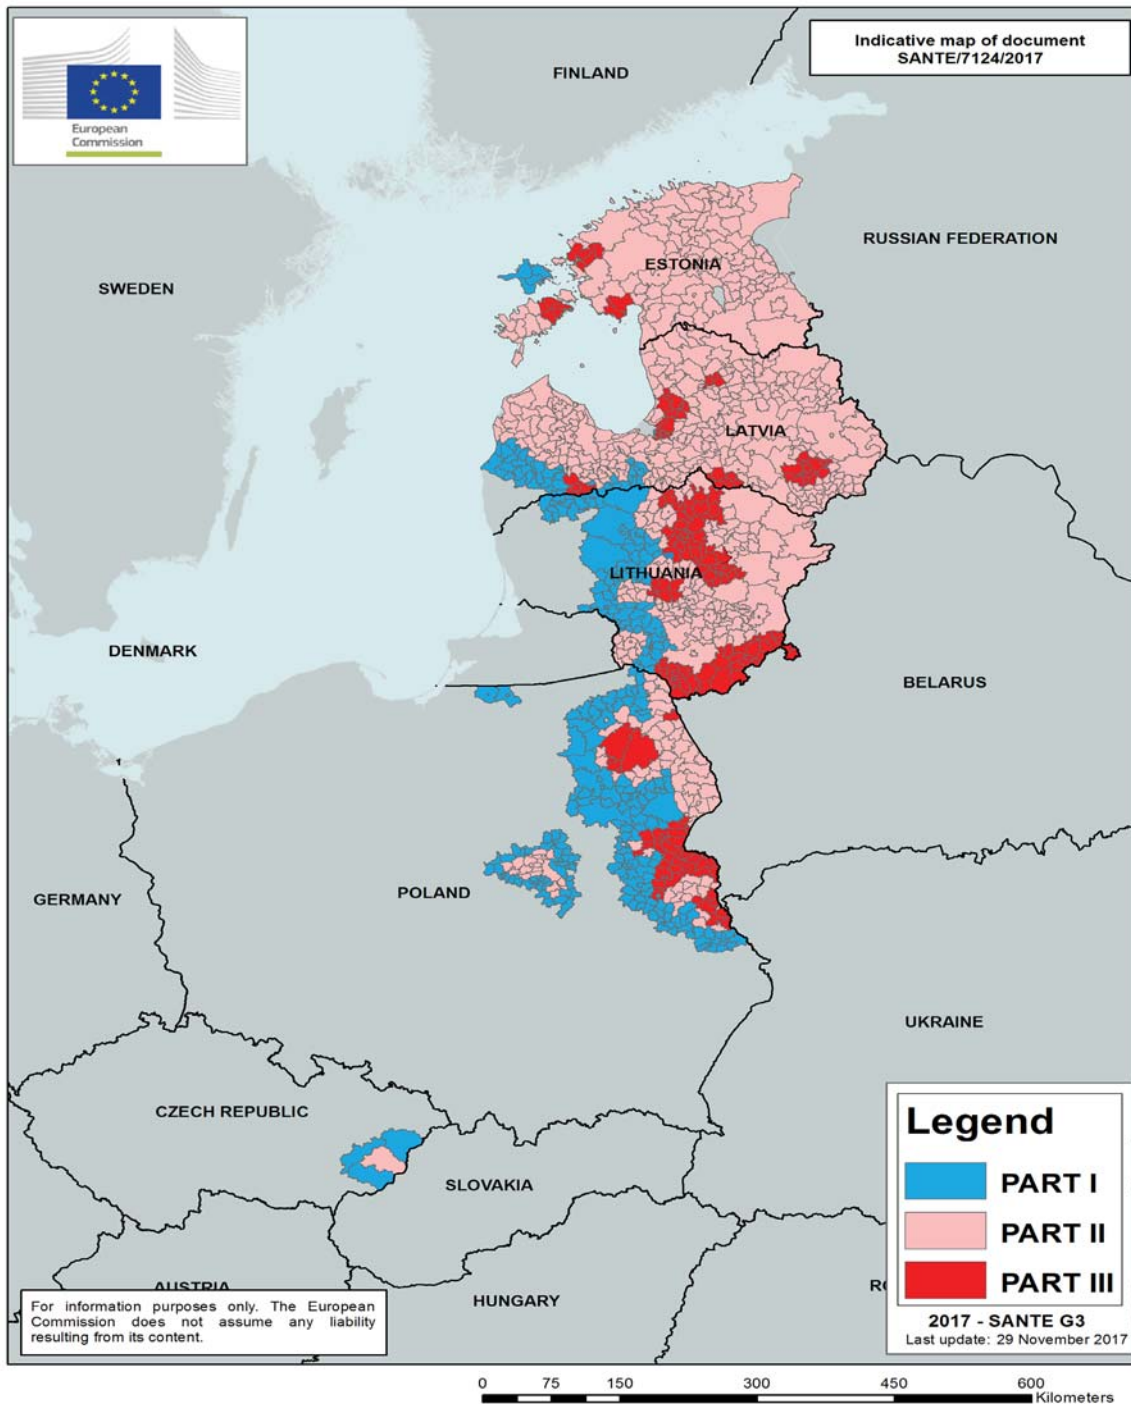 European
Commission
Indicative map of document
SANTE/7124/2017
FINLAND
RUSSIAN FEDERATION
ESTONIA
SWEDEN
LATVIA
LITHUANIA
DENMARK
BELARUS
POLAND
GERMANY
UKRAINE
CZECH REPUBLIC
SLOVAKIA
AUSTRIA
HUNGARY
Legend
PART I
PART II
PART III
2017 - SANTE G3
Last update: 29 November 2017
For information purposes only. The European
Commission does not assume any liability
resulting from its content.
0 75 150 300 450 600
Kilometers